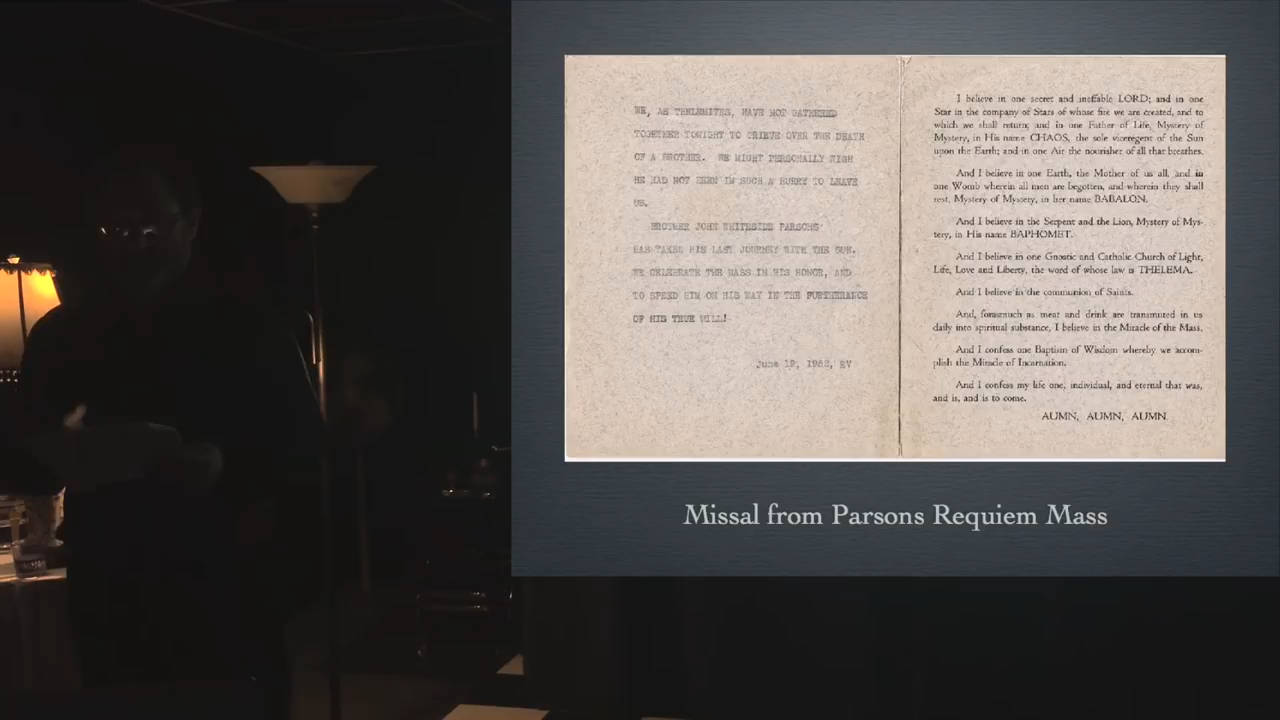 WE, AS THELEMITES, HAVE NOT GATHERED
TOGETHER TONIGHT TO GRIEVE OVER THE DEATH
OF A BROTHER. WE MIGHT PERSONALLY WISH
HE HAD NOT BEEN IN SUCH A HURRY TO LEAVE
US.
BROTHER JOHN WHITESIDE PARSONS
HAS TAKEN HIS LAST JOURNEY WITH THE SUN.
WE CELEBRATE THE MASS IN HIS HONOR, AND
TO SPEED HIM ON HIS WAY IN THE FURTHERANCE
OF HIS TRUE WILL!
June 19, 1952, EV
I believe in one secret and ineffable LORD; and in one
Star in the company of Stars of whose fire we are created, and to
which we shall return; and in one Father of Life, Mystery of
Mystery, in His name CHAOS, the sole viceregent of the Sun
upon the Earth; and in one Air the nourisher of all that breathes.
And I believe in one Earth, the Mother of us all, and in
one Womb wherein all men are begotten, and wherein they shall
rest, Mystery of Mystery, in her name BABALON.
And I believe in the Serpent and the Lion, Mystery of Mys-
tery, in His name BAPHOMET.
And I believe in one Gnostic and Catholic Church of Light,
Life, Love and Liberty, the word of whose law is THELEMA.
And I believe in the communion of Saints.
And, forasmuch as meat and drink are transmuted in us
daily into spiritual substance, I believe in the Miracle of the Mass.
And I confess one Baptism of Wisdom whereby we accom-
plish the Miracle of Incarnation.
And I confess my life one, individual, and eternal that was,
and is, and is to come.
AUMN, AUMN, AUMN.
Missal from Parsons Requiem Mass